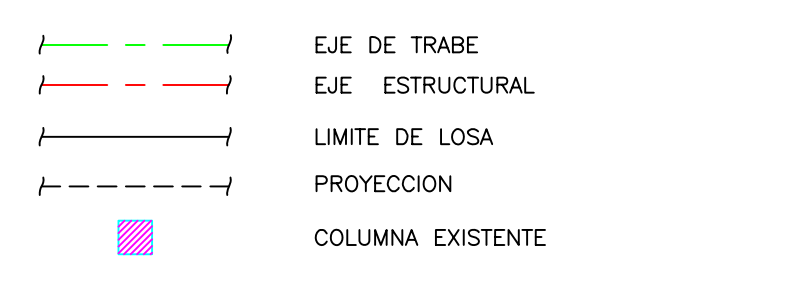 EJE DE TRABE
EJE ESTRUCTURAL
LIMITE DE LOSA
PROYECCION
COLUMNA EXISTENTE